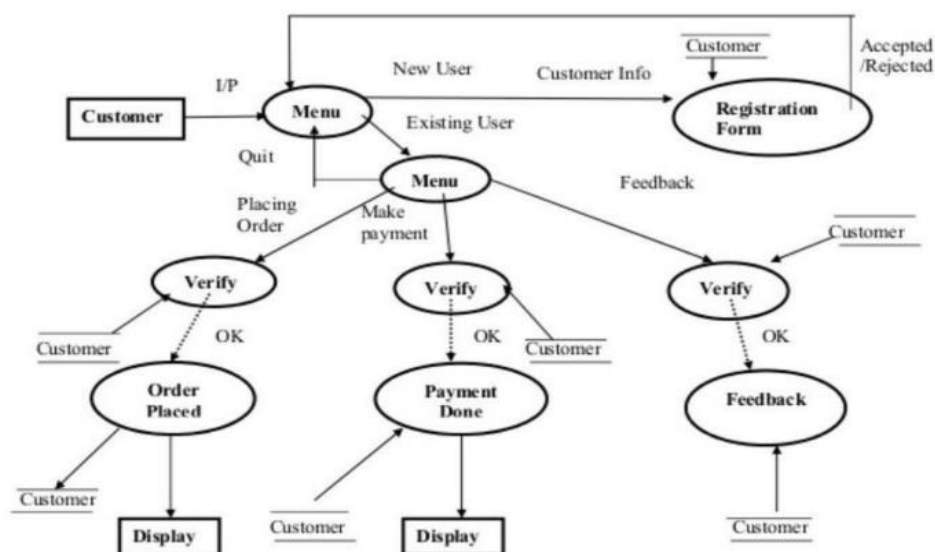 Customer
Accepted
/Rejected
New User
Customer Info
I/P
Customer
Menu
Registration
Form
Existing User
Quit
Menu
Feedback
Placing
Order
Make
payment
Customer
Verify
Verify
Verify
Customer
OK
OK
Customer
OK
Order
Placed
Payment
Done
Feedback
Customer
Customer
Customer
Display
Display